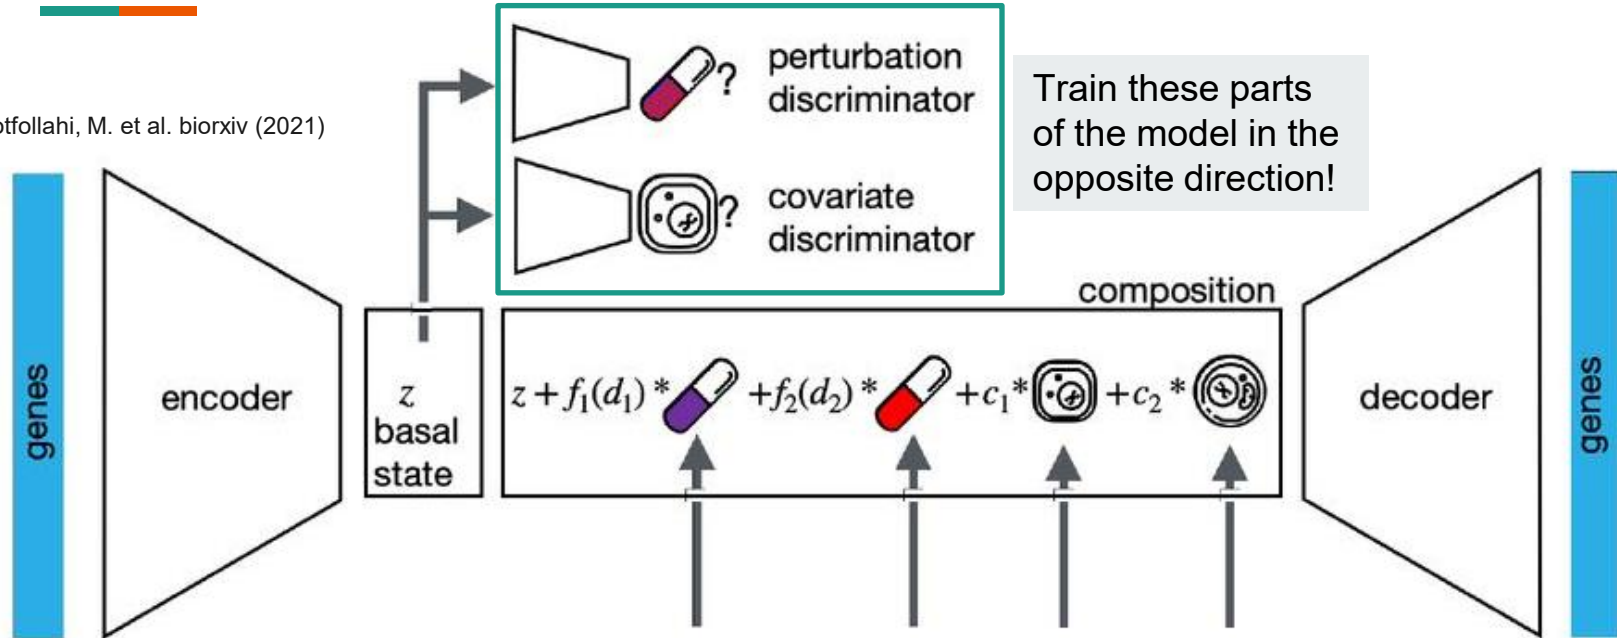 perturbation
discriminator
?
Train these parts
of the model in the
opposite direction!
otfollahi, M. et al. biorxiv (2021)
covariate
discriminator
?
composition
genes
encoder
z
basal
state
z + f₁(d₁) * + f₂(d₂) * + c₁* + c₂ *
decoder
genes